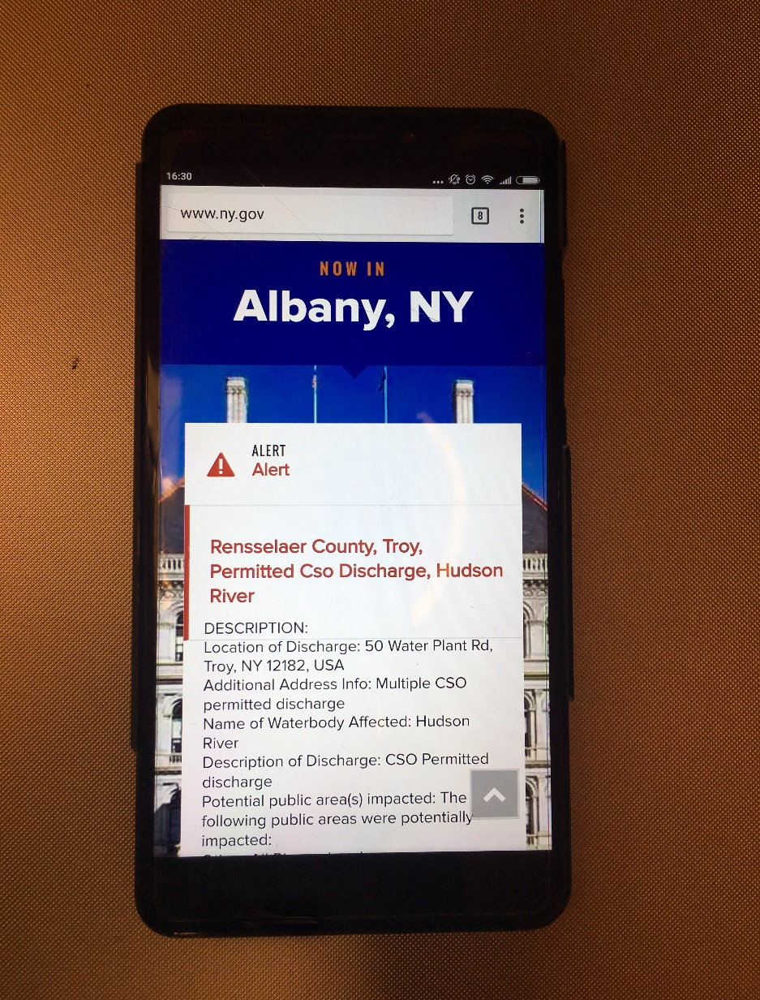 16:30
www.ny.gov
8
NOW IN
Albany, NY
ALERT
Alert
Rensselaer County, Troy,
Permitted Cso Discharge, Hudson
River
DESCRIPTION:
Location of Discharge: 50 Water Plant Rd,
Troy, NY 12182, USA
Additional Address Info: Multiple CSO
permitted discharge
Name of Waterbody Affected: Hudson
River
Description of Discharge: CSO Permitted
discharge
Potential public area(s) impacted: The
following public areas were potentially
impacted: